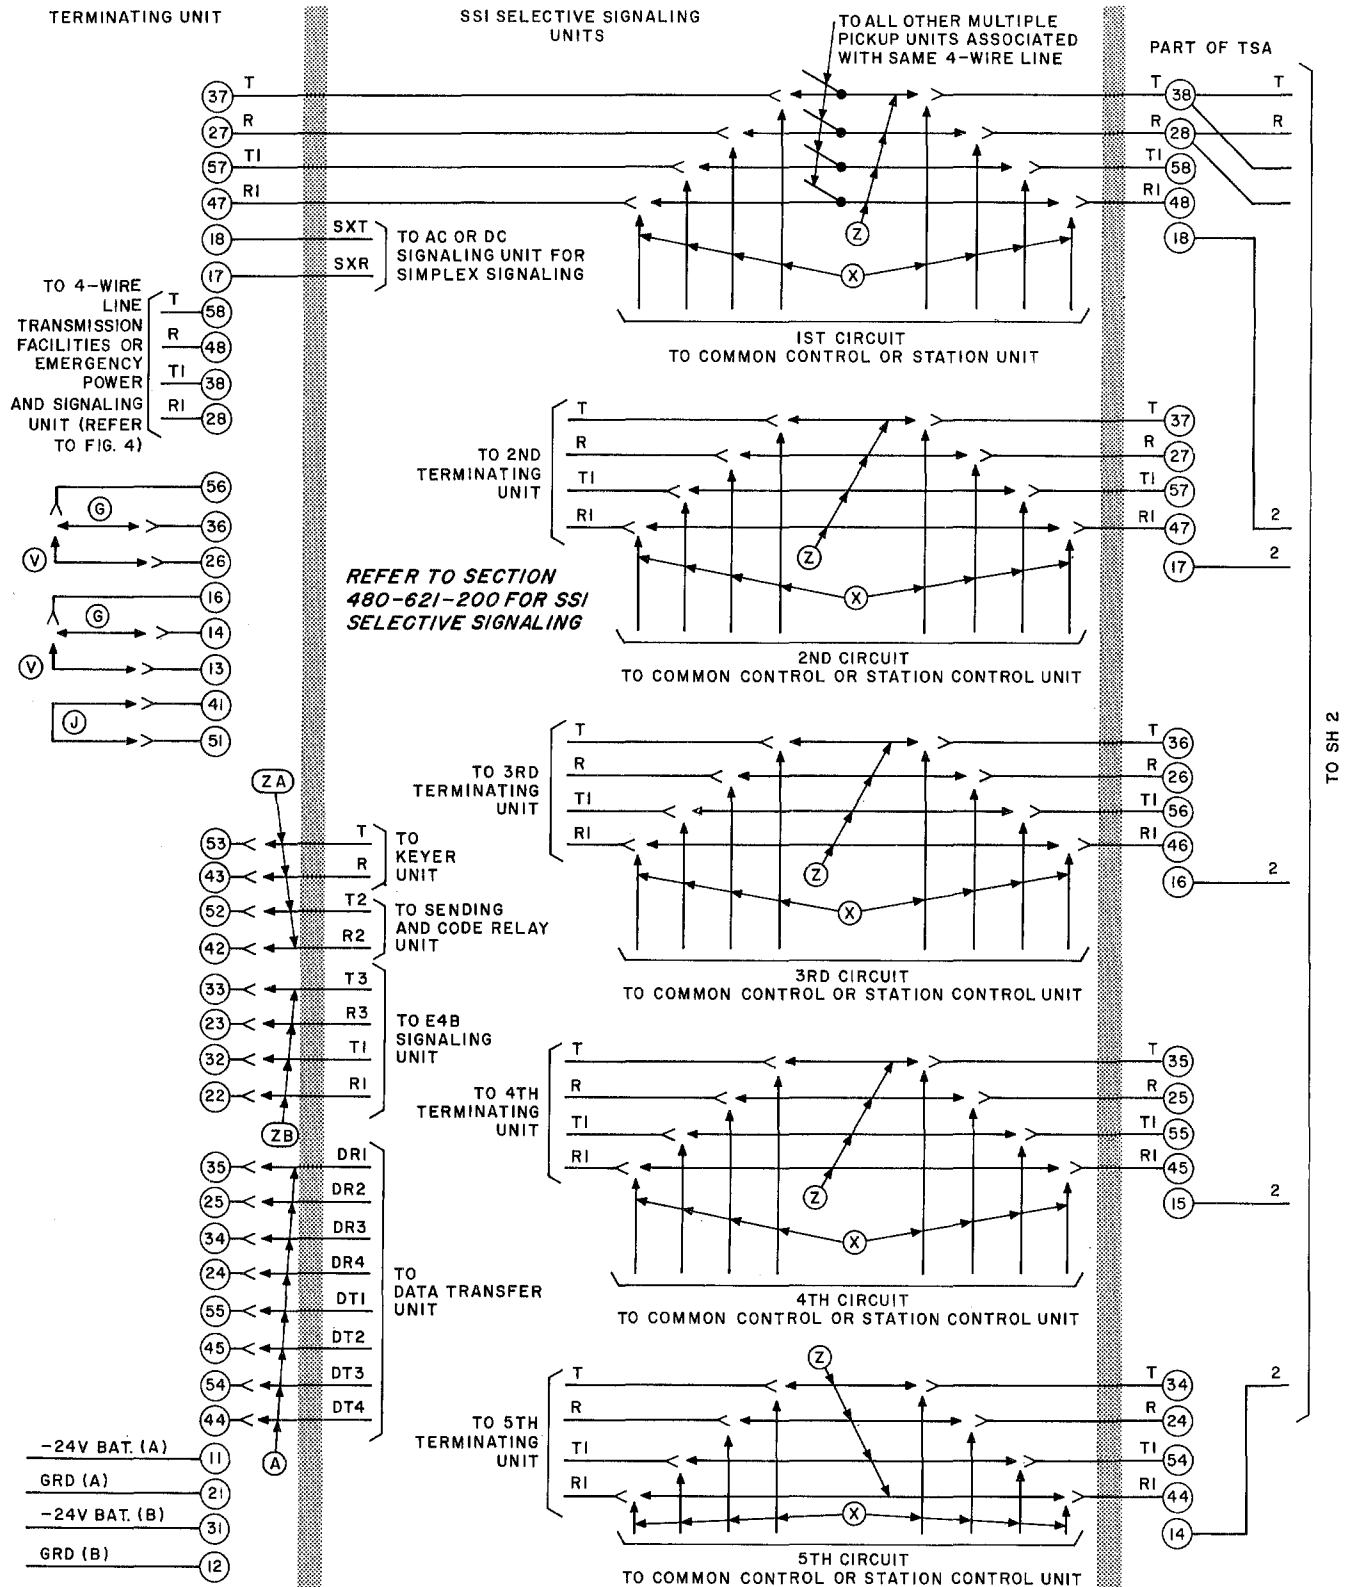 TERMINATING UNIT
SSI SELECTIVE SIGNALING
UNITS
TO ALL OTHER MULTIPLE
PICKUP UNITS ASSOCIATED
WITH SAME 4-WIRE LINE
PART OF TSA
37 T
T 38 T
27 R
R 28 R
57 TI
TI 58
47 RI
RI 48
Z
18 SXT
18
17 SXR
TO AC OR DC
SIGNALING UNIT FOR
SIMPLEX SIGNALING
X
TO 4-WIRE
LINE
TRANSMISSION
FACILITIES OR
EMERGENCY
POWER
AND SIGNALING
UNIT (REFER
TO FIG. 4)
T 58
R 48
TI 38
RI 28
1ST CIRCUIT
TO COMMON CONTROL OR STATION UNIT
TO 2ND
TERMINATING
UNIT
T
R
TI
RI
T 37
R 27
TI 57
RI 47
2
17 2
Z
X
56
G
36
V
26
16
G
14
V
13
41
J
51
REFER TO SECTION
480-621-200 FOR SSI
SELECTIVE SIGNALING
2ND CIRCUIT
TO COMMON CONTROL OR STATION CONTROL UNIT
TO SH 2
TO 3RD
TERMINATING
UNIT
T
R
TI
RI
T 36
R 26
TI 56
RI 46
16 2
Z
X
3RD CIRCUIT
TO COMMON CONTROL OR STATION CONTROL UNIT
ZA
53 T
43 R
TO
KEYER
UNIT
52 T2
42 R2
TO SENDING
AND CODE RELAY
UNIT
33 T3
23 R3
32 TI
22 RI
TO E4B
SIGNALING
UNIT
ZB
TO 4TH
TERMINATING
UNIT
T
R
TI
RI
T 35
R 25
TI 55
RI 45
15 2
Z
X
4TH CIRCUIT
TO COMMON CONTROL OR STATION CONTROL UNIT
35 DRI
25 DR2
34 DR3
24 DR4
55 DTI
45 DT2
54 DT3
44 DT4
TO
DATA TRANSFER
UNIT
A
TO 5TH
TERMINATING
UNIT
T
R
TI
RI
Z
X
T 34
R 24
TI 54
RI 44
14
2
-24V BAT. (A) 11
GRD (A) 21
-24V BAT. (B) 31
GRD (B) 12
5TH CIRCUIT
TO COMMON CONTROL OR STATION CONTROL UNIT